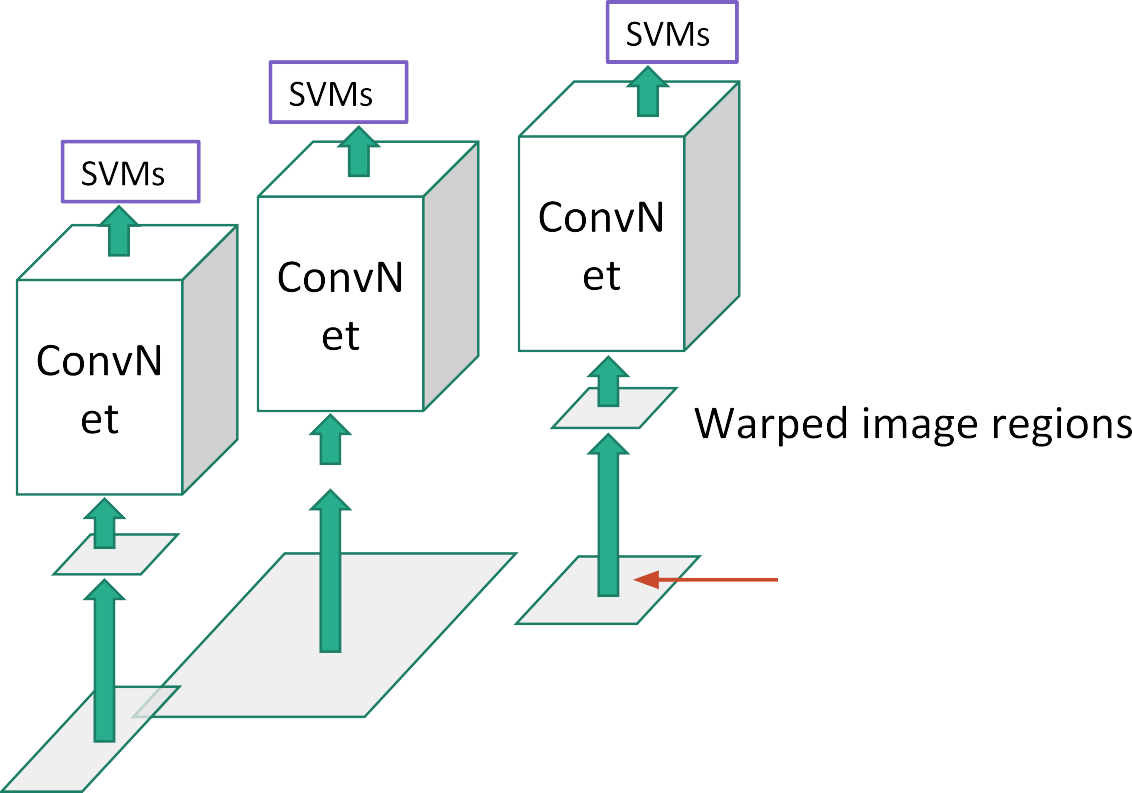 SVMs
SVMs
SVMs
ConvN
et
ConvN
et
ConvN
et
Warped image regions